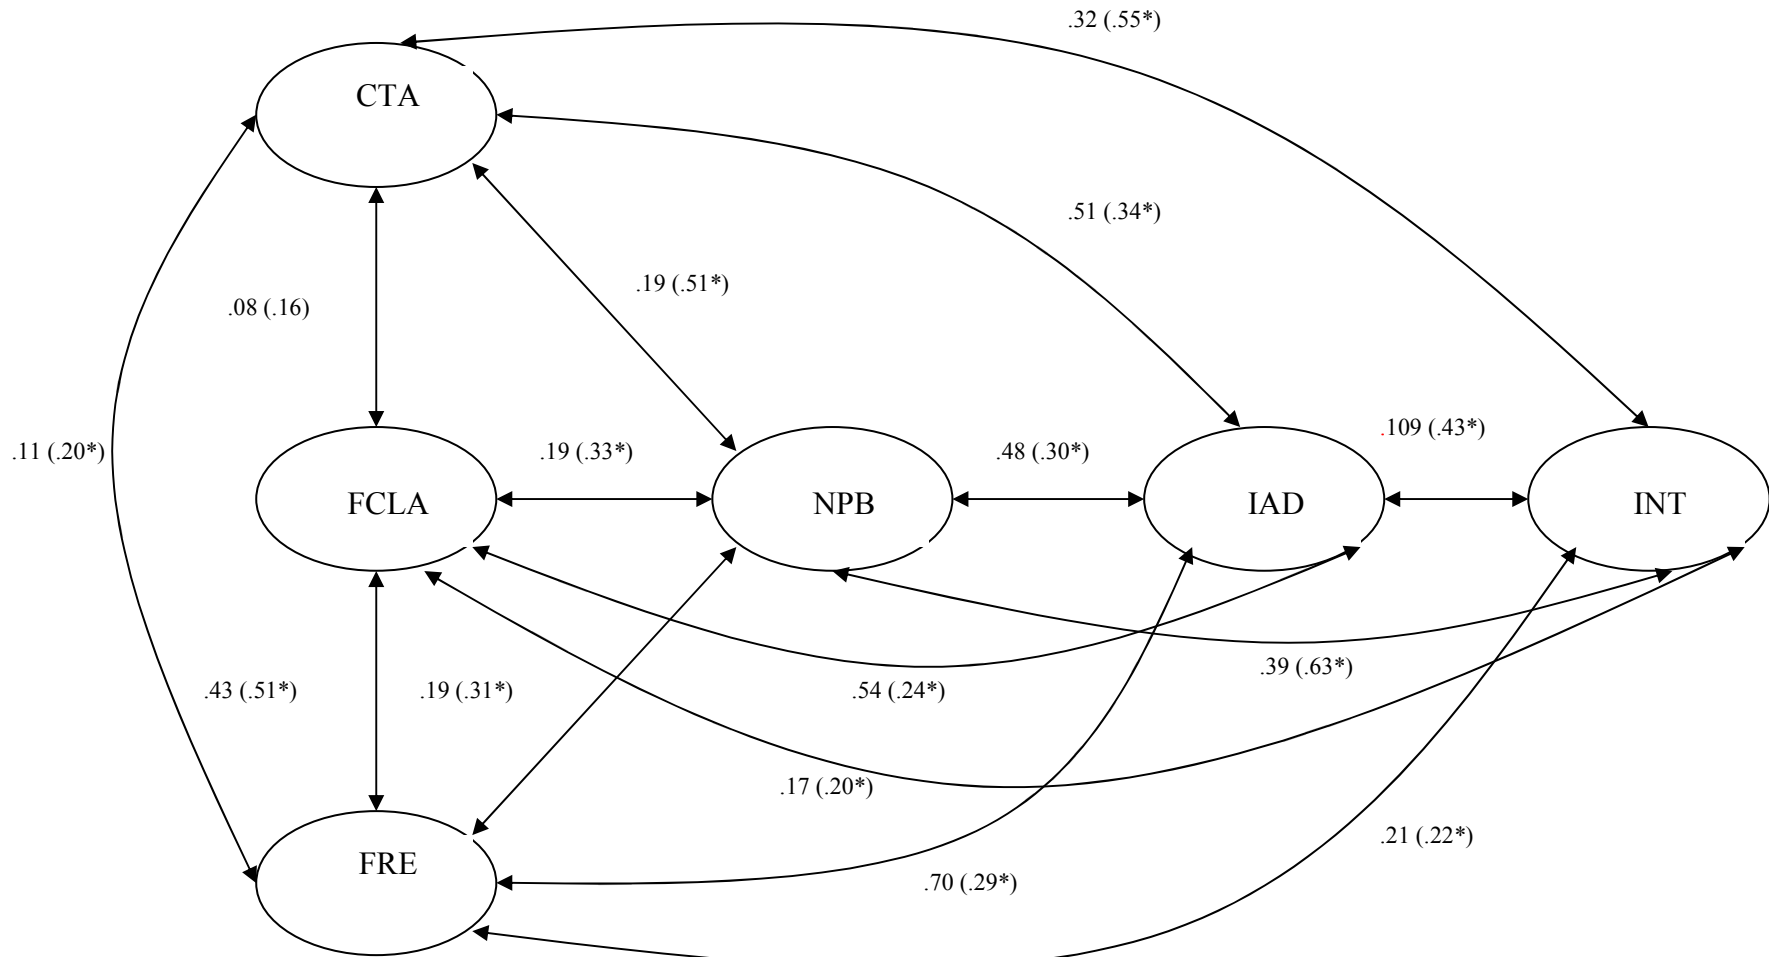 .32 (.55*)
CTA
.51 (.34*)
.19 (.51*)
.08 (.16)
.109 (.43*)
.11 (.20*)
.19 (.33*)
.48 (.30*)
FCLA
NPB
IAD
INT
.39 (.63*)
.43 (.51*)
.19 (.31*)
.54 (.24*)
.17 (.20*)
.21 (.22*)
FRE
.70 (.29*)